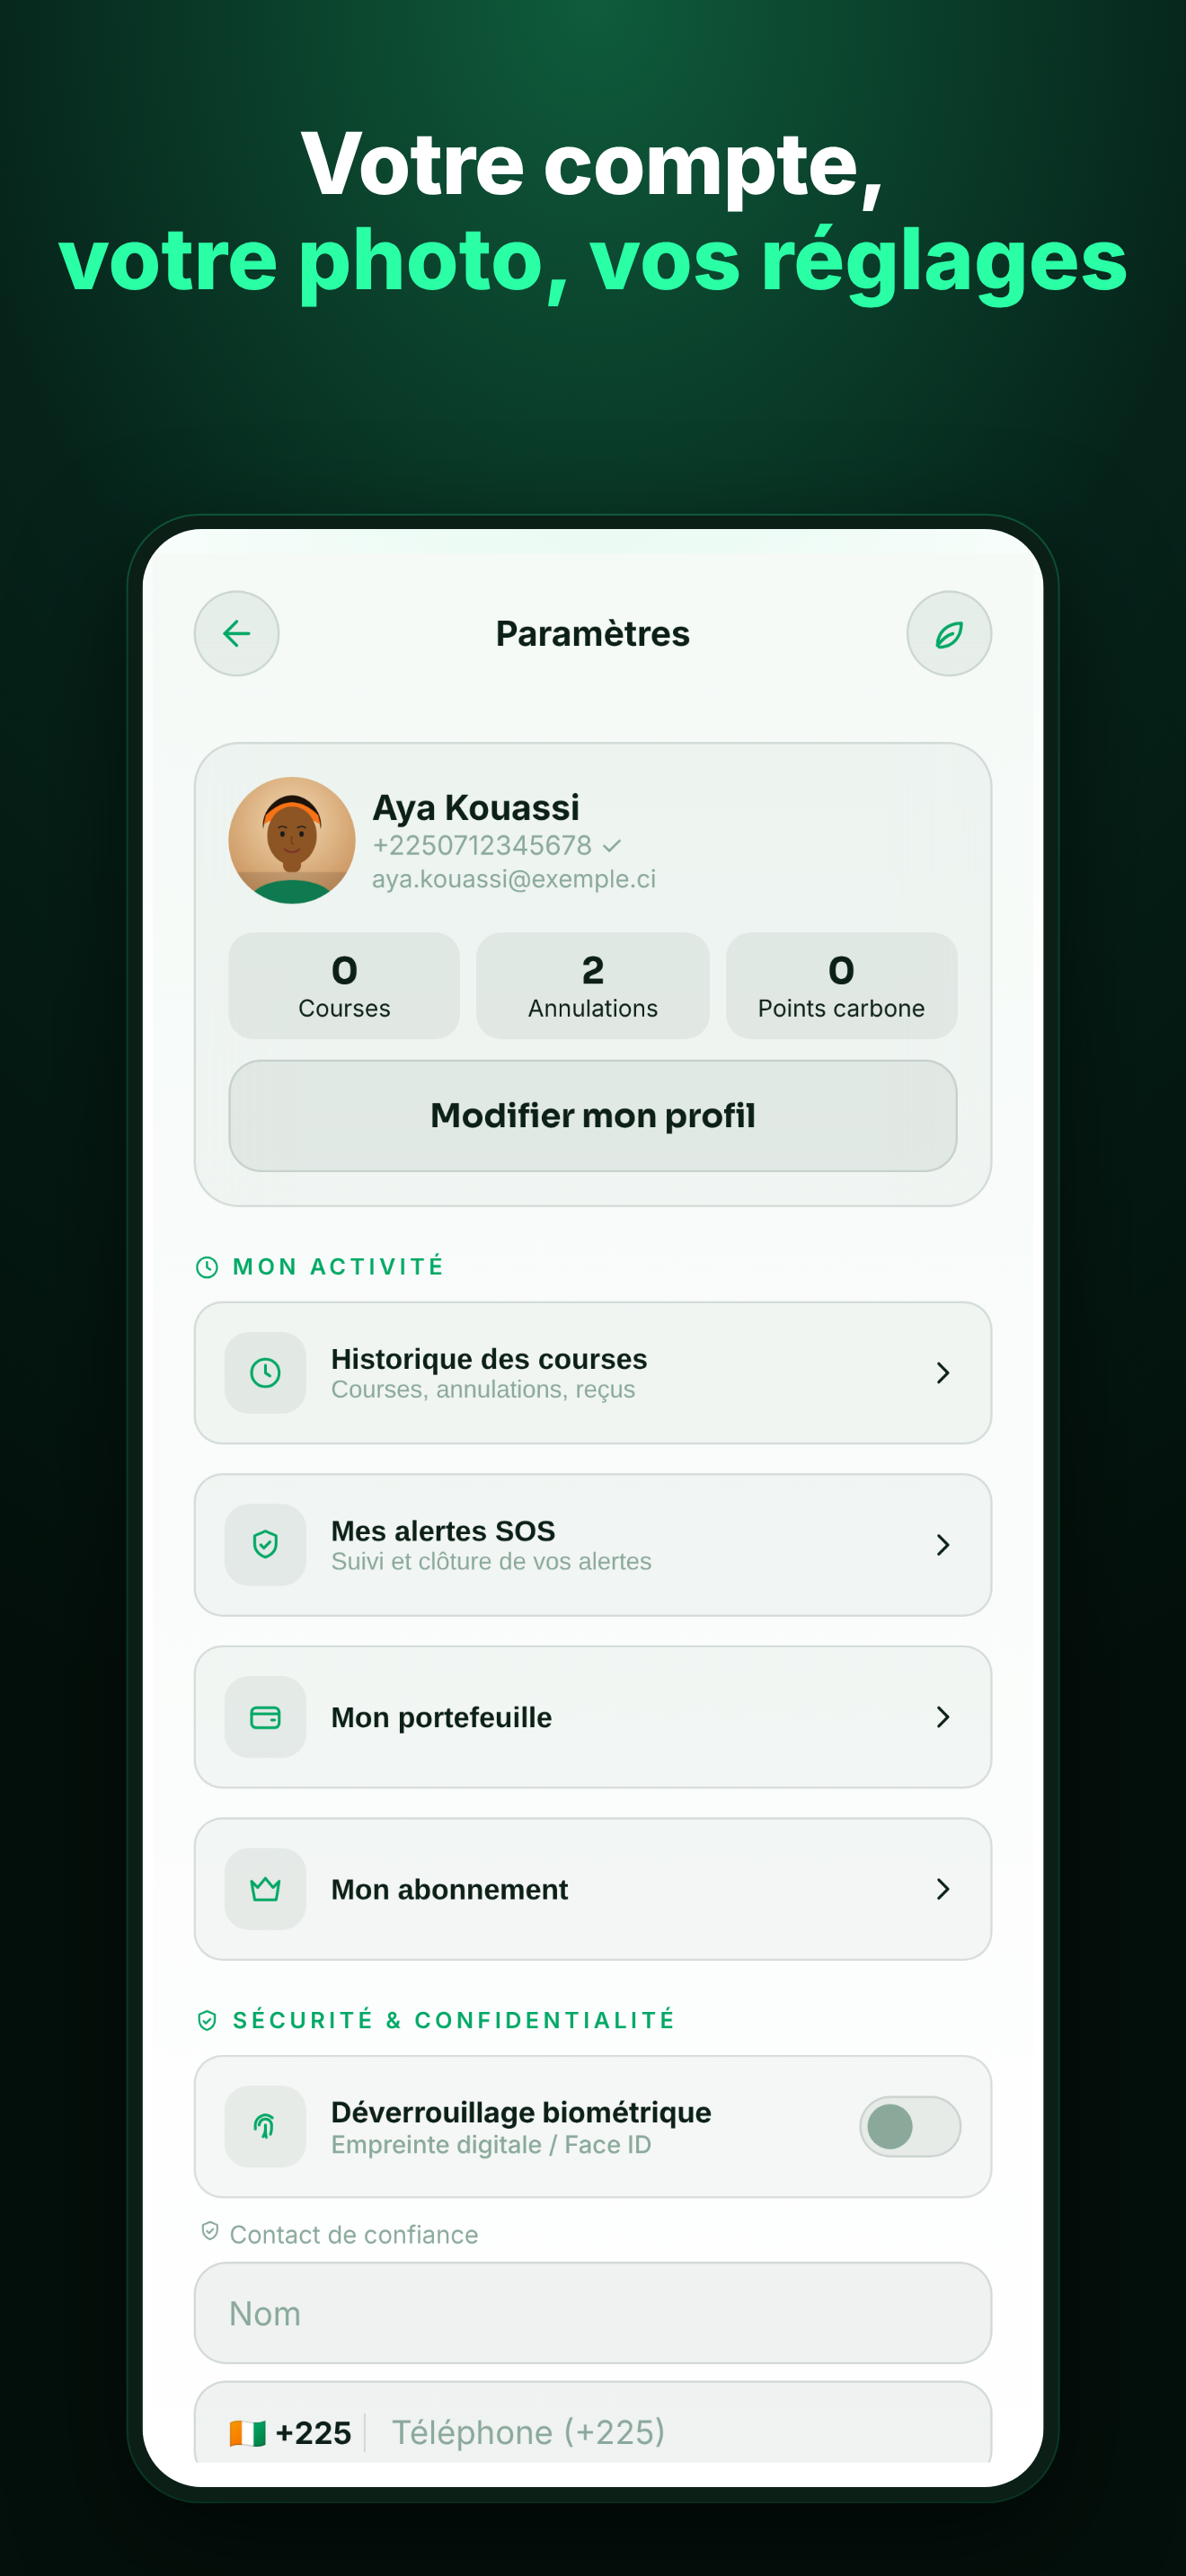 Votre compte,
votre photo, vos réglages
Paramètres
Aya Kouassi
+2250712345678
aya.kouassi@exemple.ci
0
Courses
2
Annulations
0
Points carbone
Modifier mon profil
MON ACTIVITÉ
Historique des courses
Courses, annulations, reçus
Mes alertes SOS
Suivi et clôture de vos alertes
Mon portefeuille
Mon abonnement
SÉCURITÉ & CONFIDENTIALITÉ
Déverrouillage biométrique
Empreinte digitale / Face ID
Contact de confiance
Nom
+225 Téléphone (+225)